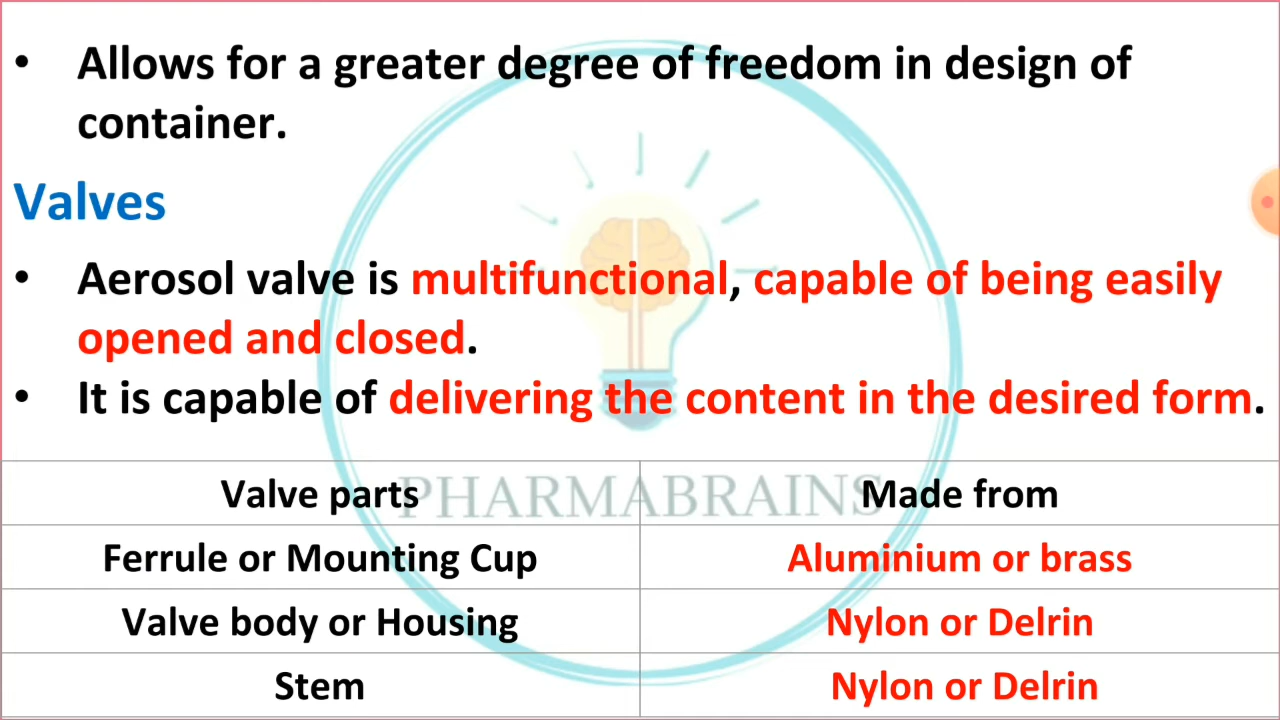 • Allows for a greater degree of freedom in design of
container.
Valves
• Aerosol valve is multifunctional, capable of being easily
opened and closed.
• It is capable of delivering the content in the desired form.
PHARMABRAINS
Valve parts Made from
Ferrule or Mounting Cup Aluminium or brass
Valve body or Housing Nylon or Delrin
Stem Nylon or Delrin